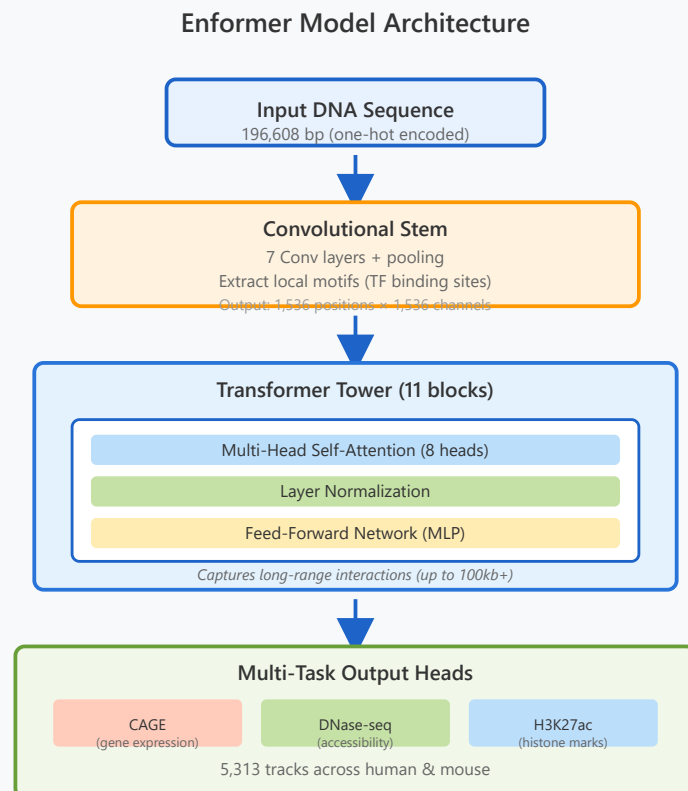 Enformer Model Architecture
Input DNA Sequence
196,608 bp (one-hot encoded)
Convolutional Stem
7 Conv layers + pooling
Extract local motifs (TF binding sites)
Output: 1,536 positions × 1,536 channels
Transformer Tower (11 blocks)
Multi-Head Self-Attention (8 heads)
Layer Normalization
Feed-Forward Network (MLP)
Captures long-range interactions (up to 100kb+)
Multi-Task Output Heads
CAGE
(gene expression)
DNase-seq
(accessibility)
H3K27ac
(histone marks)
5,313 tracks across human & mouse